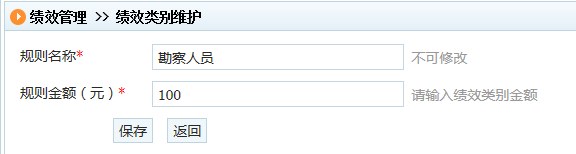 绩效管理 >> 绩效类别维护
规则名称* 勘察人员 不可修改
规则金额（元）* 100 请输入绩效类别金额
保存 返回